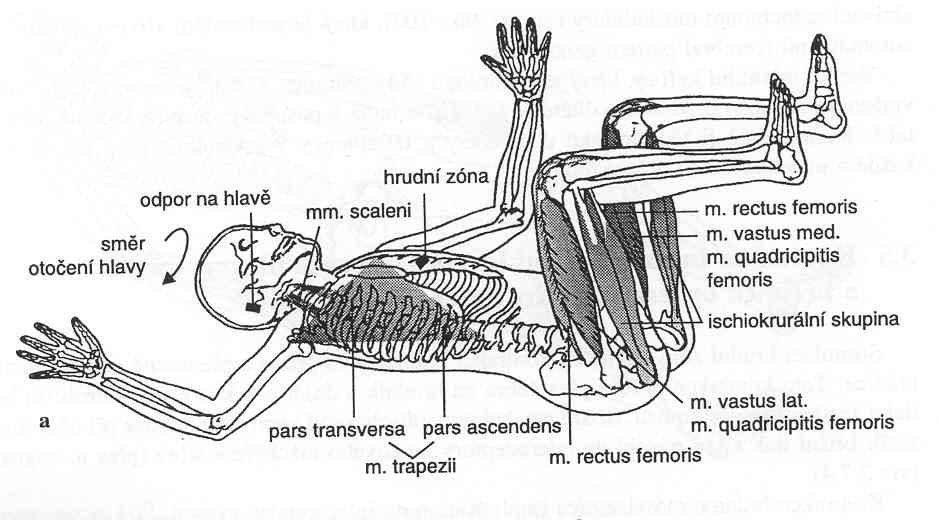 hrudní zóna
odpor na hlavě
mm. scaleni
směr
otočení hlavy
m. rectus femoris
m. vastus med.
m. quadricipitis
femoris
ischiokrurální skupina
m. vastus lat.
m. quadricipitis femoris
a
pars transversa
pars ascendens
m. trapezii
m. rectus femoris